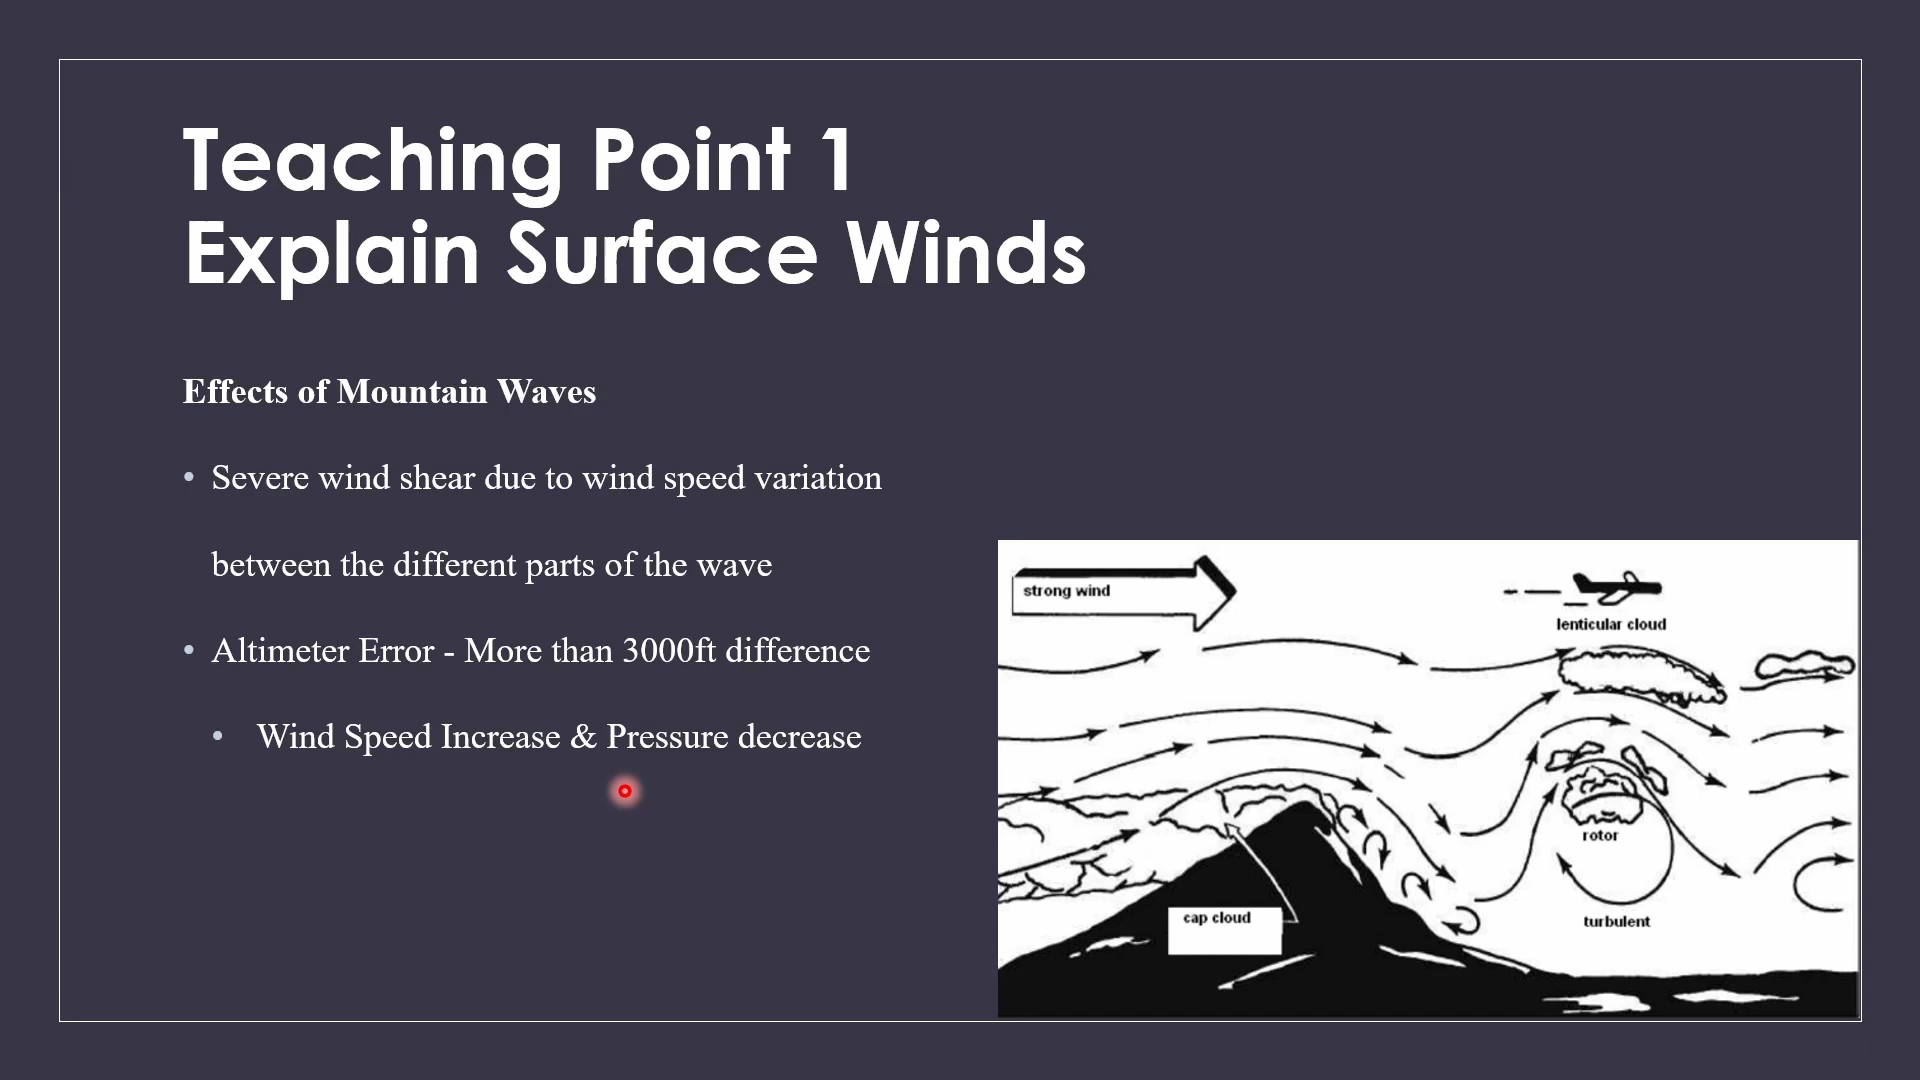 Teaching Point 1
Explain Surface Winds
Effects of Mountain Waves
• Severe wind shear due to wind speed variation
between the different parts of the wave
• Altimeter Error - More than 3000ft difference
• Wind Speed Increase & Pressure decrease
strong wind
lenticular cloud
rotor
cap cloud
turbulent